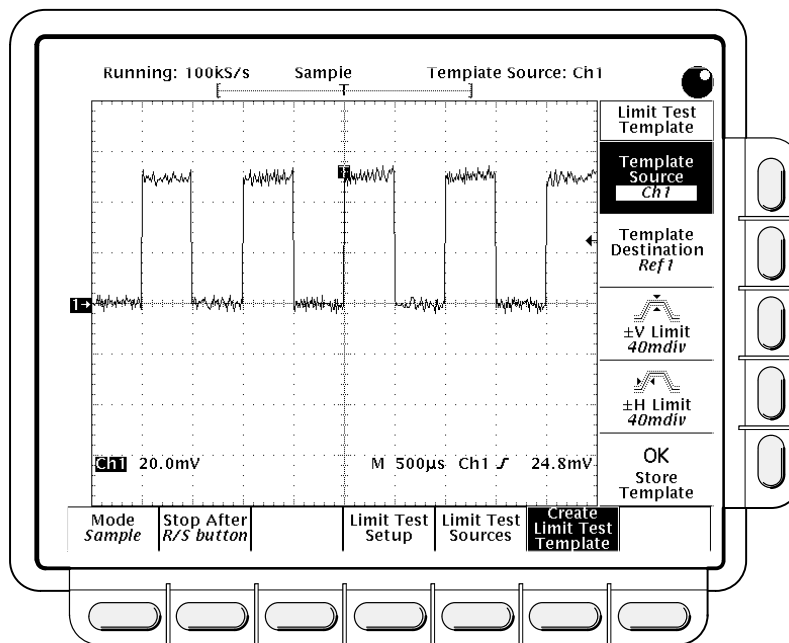 Running: 100kS/s Sample Template Source: Ch1
T
Limit Test
Template
Template
Source
Ch1
T
Template
Destination
Ref1
1→
±V Limit
40mdiv
±H Limit
40mdiv
Ch1 20.0mV M 500µs Ch1 24.8mV
OK
Store
Template
Mode
Sample
Stop After
R/S button
Limit Test
Setup
Limit Test
Sources
Create
Limit Test
Template